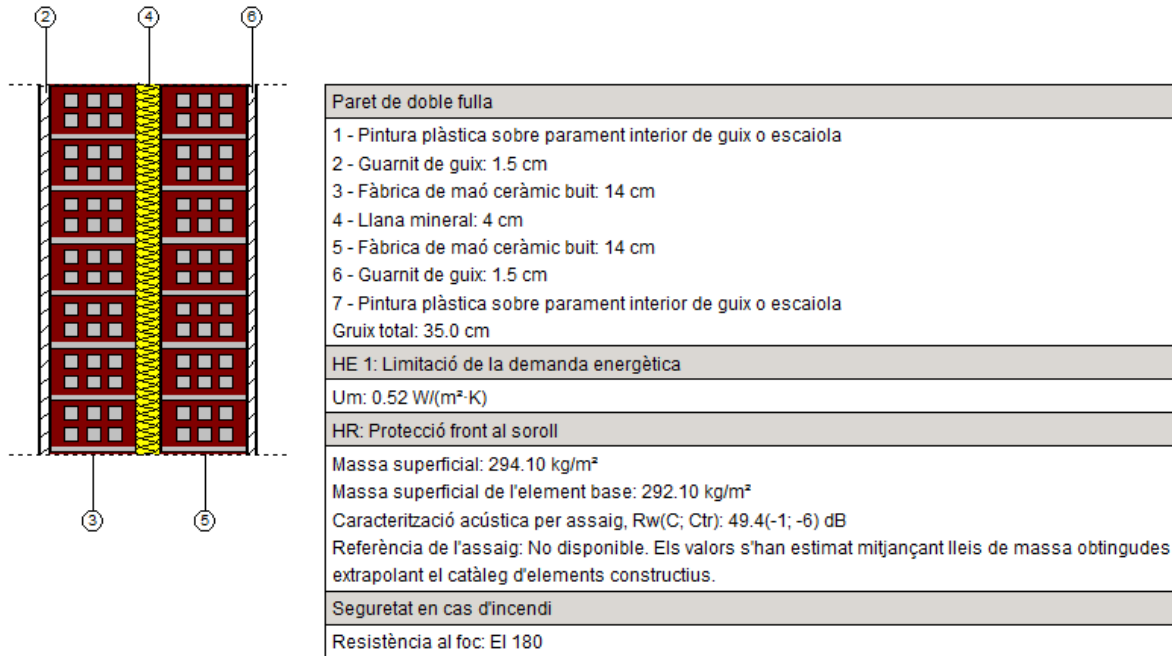 2
4
6
3
5
Paret de doble fulla
1 - Pintura plàstica sobre parament interior de guix o escaiola
2 - Guarnit de guix: 1.5 cm
3 - Fàbrica de maó ceràmic buit: 14 cm
4 - Llana mineral: 4 cm
5 - Fàbrica de maó ceràmic buit: 14 cm
6 - Guarnit de guix: 1.5 cm
7 - Pintura plàstica sobre parament interior de guix o escaiola
Gruix total: 35.0 cm
HE 1: Limitació de la demanda energètica
Um: 0.52 W/(m²·K)
HR: Protecció front al soroll
Massa superficial: 294.10 kg/m²
Massa superficial de l'element base: 292.10 kg/m²
Caracterització acústica per assaig, Rw(C; Ctr): 49.4(-1; -6) dB
Referència de l'assaig: No disponible. Els valors s'han estimat mitjançant lleis de massa obtingudes
extrapolant el catàleg d'elements constructius.
Seguretat en cas d'incendi
Resistència al foc: EI 180